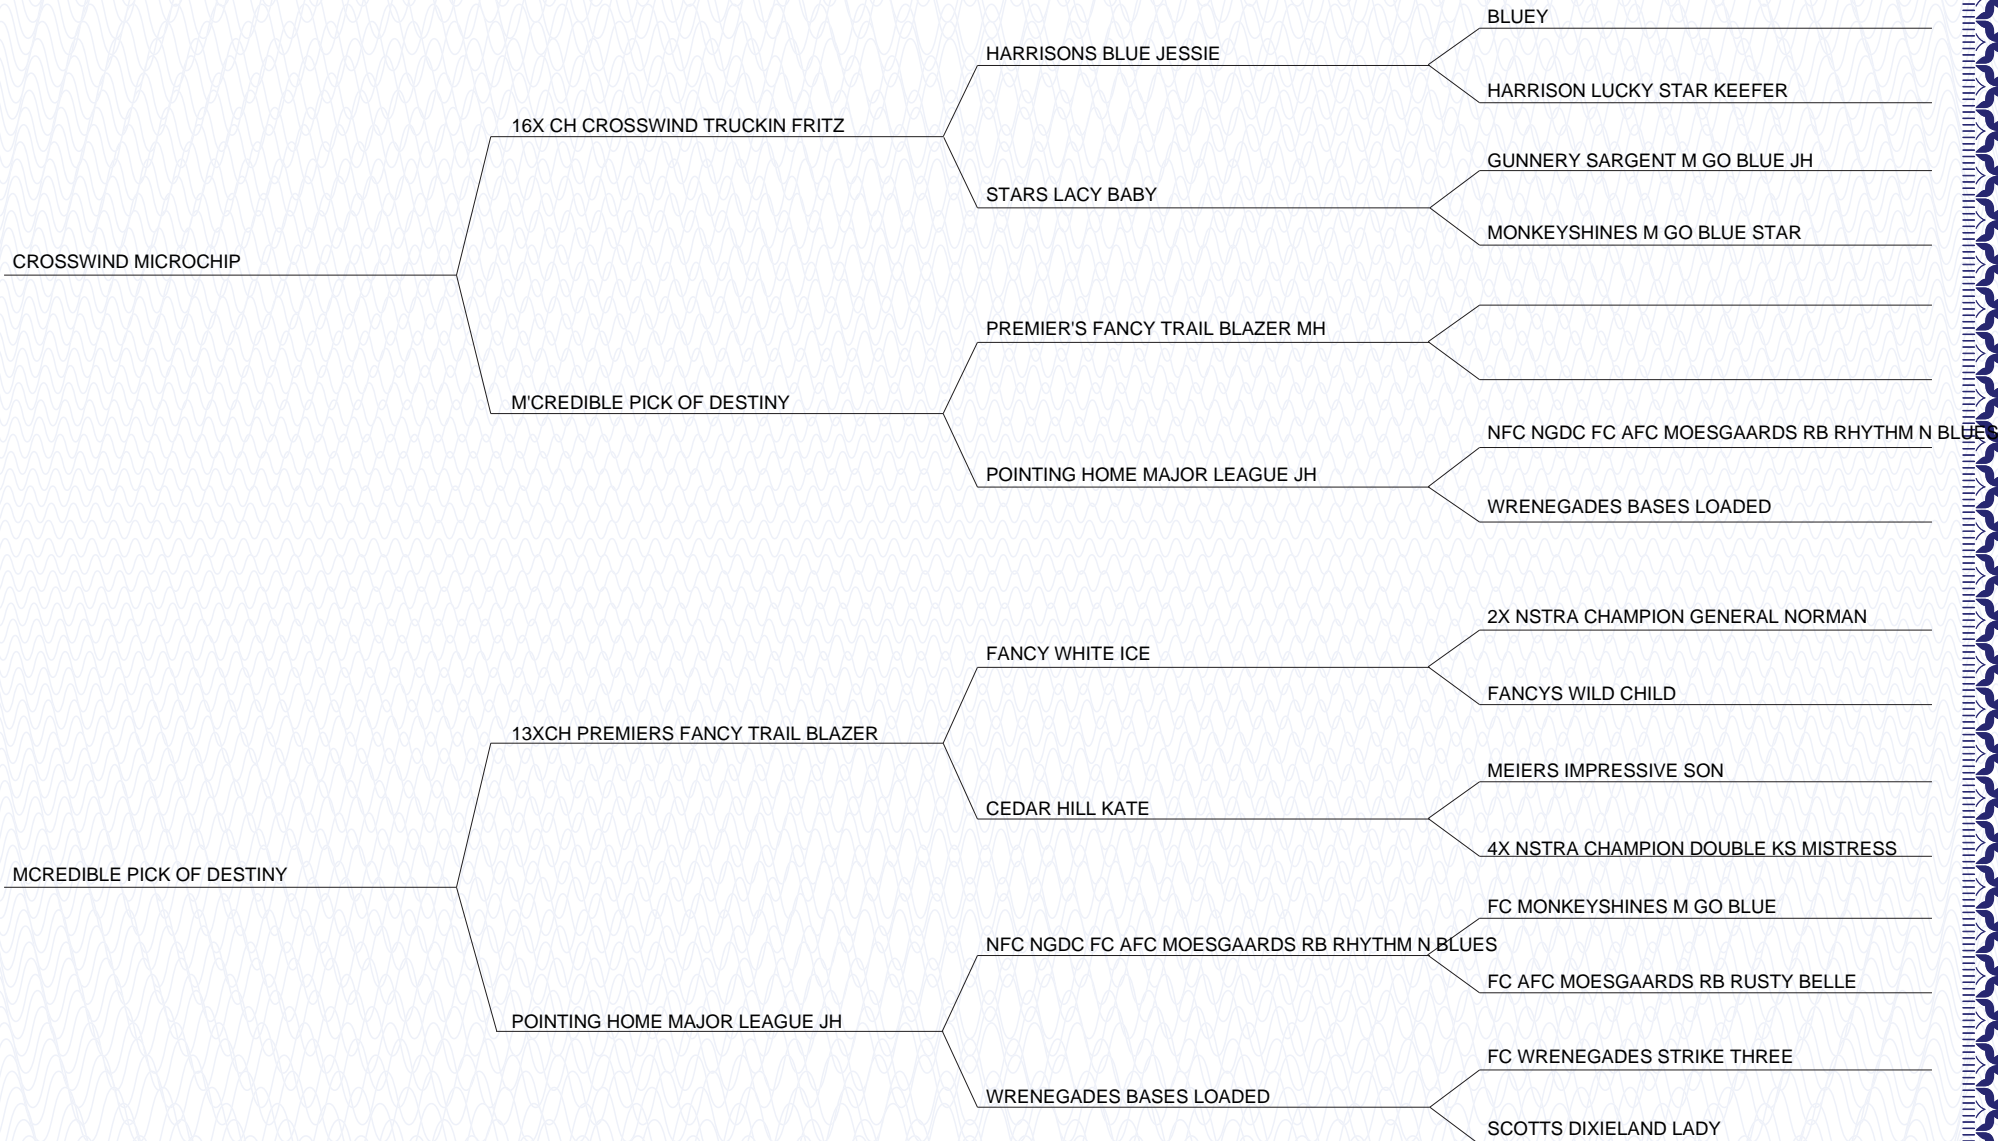 BLUEY
HARRISONS BLUE JESSIE
HARRISON LUCKY STAR KEEFER
16X CH CROSSWIND TRUCKIN FRITZ
GUNNERY SARGENT M GO BLUE JH
STARS LACY BABY
MONKEYSHINES M GO BLUE STAR
CROSSWIND MICROCHIP
PREMIER'S FANCY TRAIL BLAZER MH
M'CREDIBLE PICK OF DESTINY
NFC NGDC FC AFC MOESGAARDS RB RHYTHM N BLUES
POINTING HOME MAJOR LEAGUE JH
WRENEGADES BASES LOADED
2X NSTRA CHAMPION GENERAL NORMAN
FANCY WHITE ICE
FANCYS WILD CHILD
13XCH PREMIERS FANCY TRAIL BLAZER
MEIERS IMPRESSIVE SON
CEDAR HILL KATE
4X NSTRA CHAMPION DOUBLE KS MISTRESS
MCREDIBLE PICK OF DESTINY
FC MONKEYSHINES M GO BLUE
NFC NGDC FC AFC MOESGAARDS RB RHYTHM N BLUES
FC AFC MOESGAARDS RB RUSTY BELLE
POINTING HOME MAJOR LEAGUE JH
FC WRENEGADES STRIKE THREE
WRENEGADES BASES LOADED
SCOTTS DIXIELAND LADY